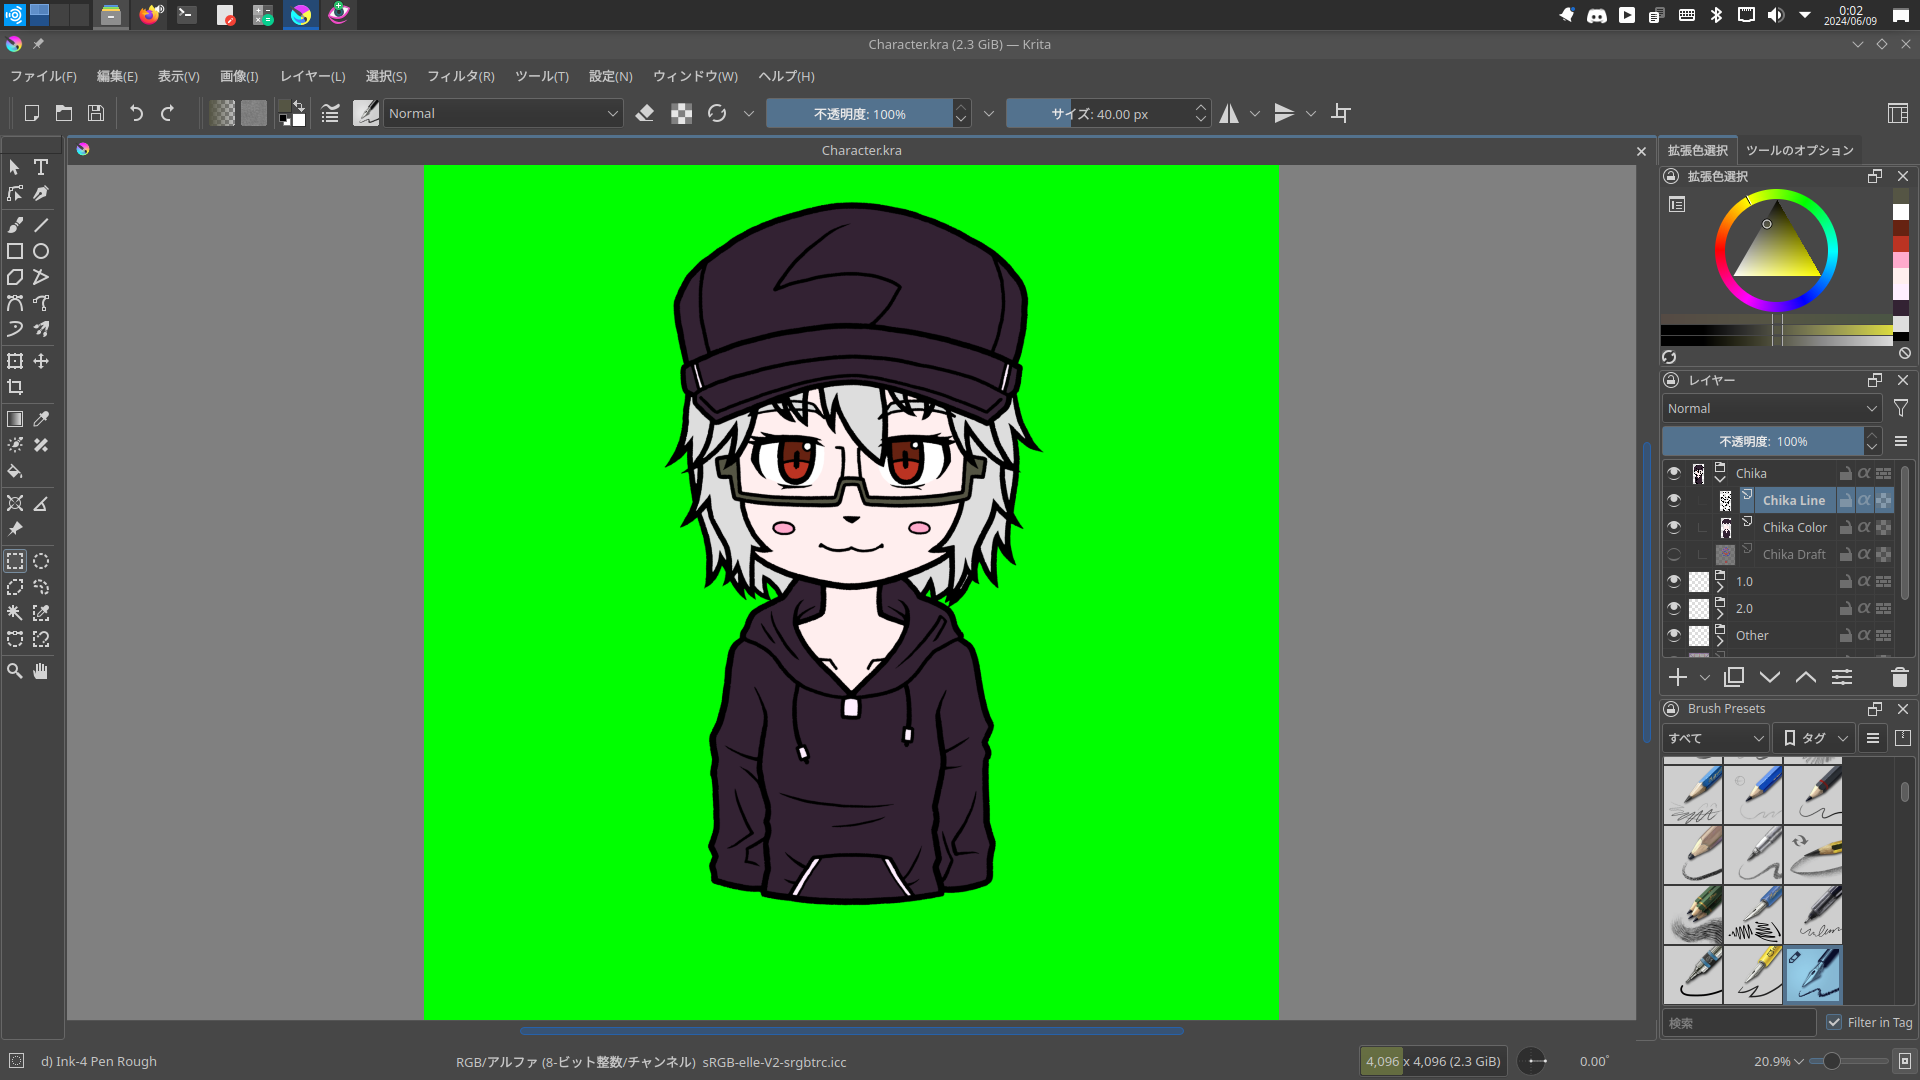 0:02
2024/06/09
Character.kra (2.3 GiB) — Krita
ファイル(F) 編集(E) 表示(V) 画像(I) レイヤー(L) 選択(S) フィルタ(R) ツール(T) 設定(N) ウィンドウ(W) ヘルプ(H)
Normal 不透明度: 100% サイズ: 40.00 px
Character.kra
拡張色選択 ツールのオプション
拡張色選択
レイヤー
Normal
不透明度: 100%
Chika
Chika Line
Chika Color
Chika Draft
1.0
2.0
Other
Brush Presets
すべて タグ
検索 Filter in Tag
d) Ink-4 Pen Rough RGB/アルファ (8-ビット整数/チャンネル) sRGB-elle-V2-srgbtrc.icc 4,096 x 4,096 (2.3 GiB) 0.00° 20.9%